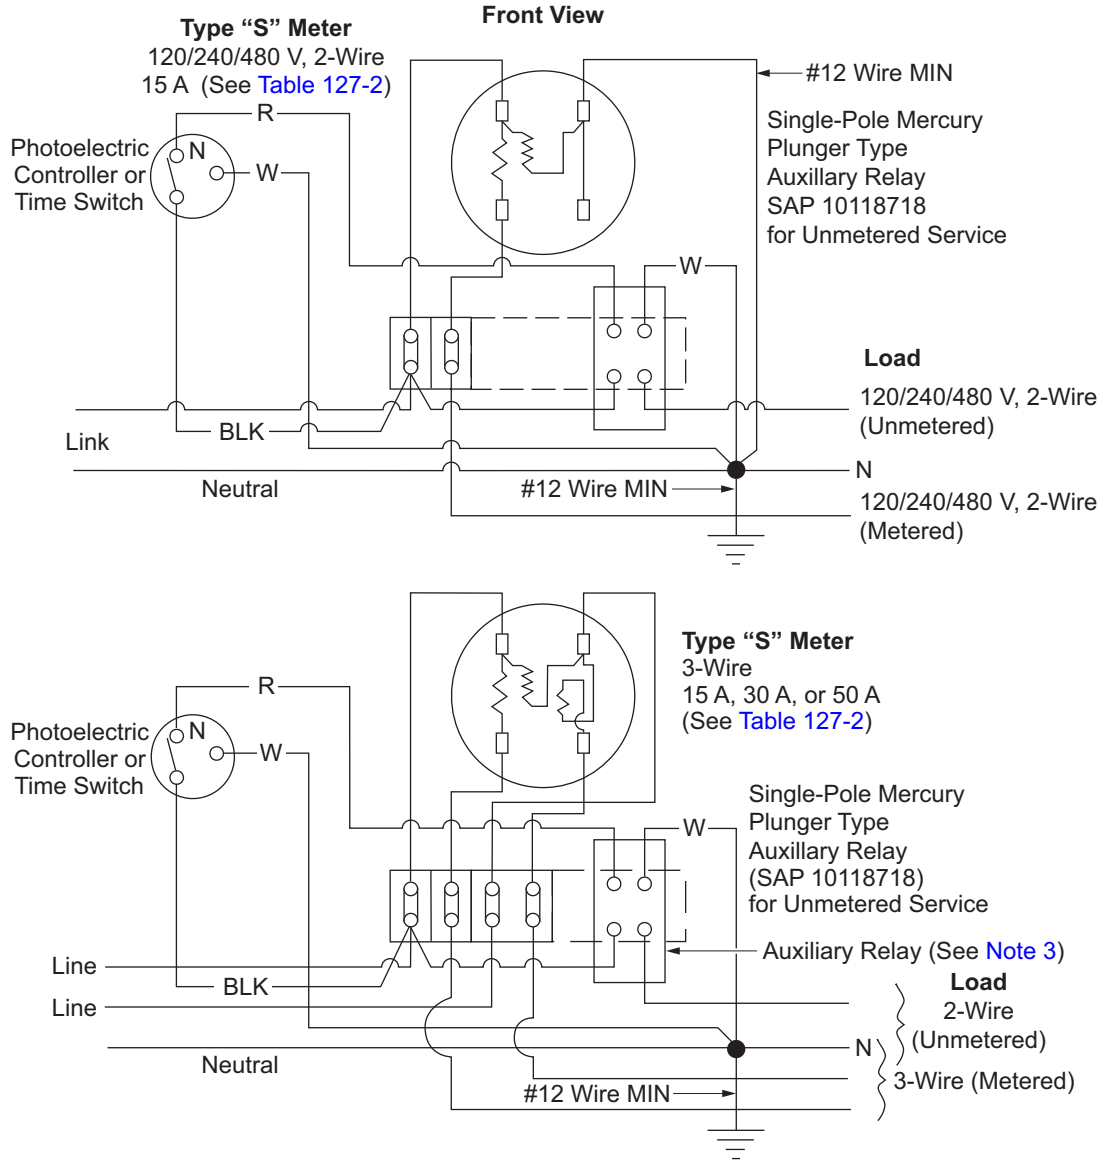 Front View
Type “S” Meter
120/240/480 V, 2-Wire
15 A (See Table 127-2)
#12 Wire MIN
R
Photoelectric
Controller or
Time Switch
N
W
Single-Pole Mercury
Plunger Type
Auxillary Relay
SAP 10118718
for Unmetered Service
W
Load
120/240/480 V, 2-Wire
(Unmetered)
BLK
Link
N
Neutral
#12 Wire MIN
120/240/480 V, 2-Wire
(Metered)
Type “S” Meter
3-Wire
15 A, 30 A, or 50 A
(See Table 127-2)
R
Photoelectric
Controller or
Time Switch
N
W
Single-Pole Mercury
Plunger Type
Auxillary Relay
(SAP 10118718)
for Unmetered Service
W
Auxiliary Relay (See Note 3)
Line
BLK
Line
Load
2-Wire
(Unmetered)
N
Neutral
3-Wire (Metered)
#12 Wire MIN